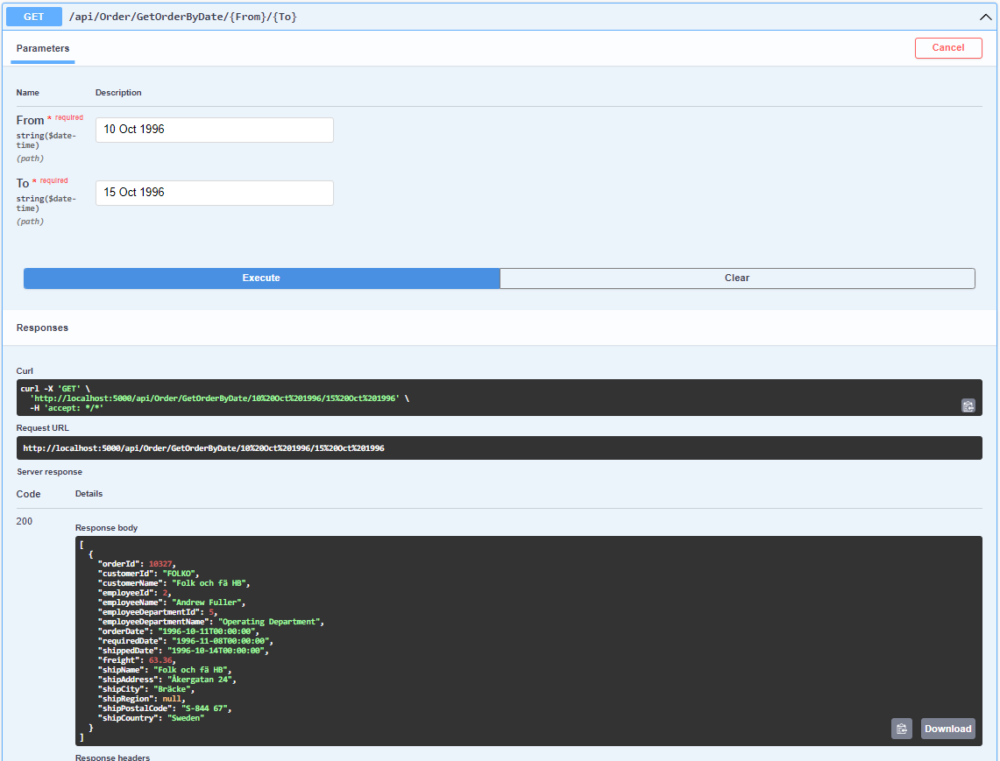 GET /api/Order/GetOrderByDate/{From}/{To}
Parameters
Cancel
Name Description
From * required
string($date-
time)
(path)
10 Oct 1996
To * required
string($date-
time)
(path)
15 Oct 1996
Execute Clear
Responses
Curl
curl -X 'GET' \
'http://localhost:5000/api/Order/GetOrderByDate/10%20Oct%201996/15%20Oct%201996' \
-H 'accept: */*'
Request URL
http://localhost:5000/api/Order/GetOrderByDate/10%20Oct%201996/15%20Oct%201996
Server response
Code Details
200
Response body
[
{
"orderId": 10327,
"customerId": "FOLKO",
"customerName": "Folk och fä HB",
"employeeId": 2,
"employeeName": "Andrew Fuller",
"employeeDepartmentId": 5,
"employeeDepartmentName": "Operating Department",
"orderDate": "1996-10-11T00:00:00",
"requiredDate": "1996-11-08T00:00:00",
"shippedDate": "1996-10-14T00:00:00",
"freight": 63.36,
"shipName": "Folk och fä HB",
"shipAddress": "Åkergatan 24",
"shipCity": "Bräcke",
"shipRegion": null,
"shipPostalCode": "S-844 67",
"shipCountry": "Sweden"
}
]
Download
Response headers